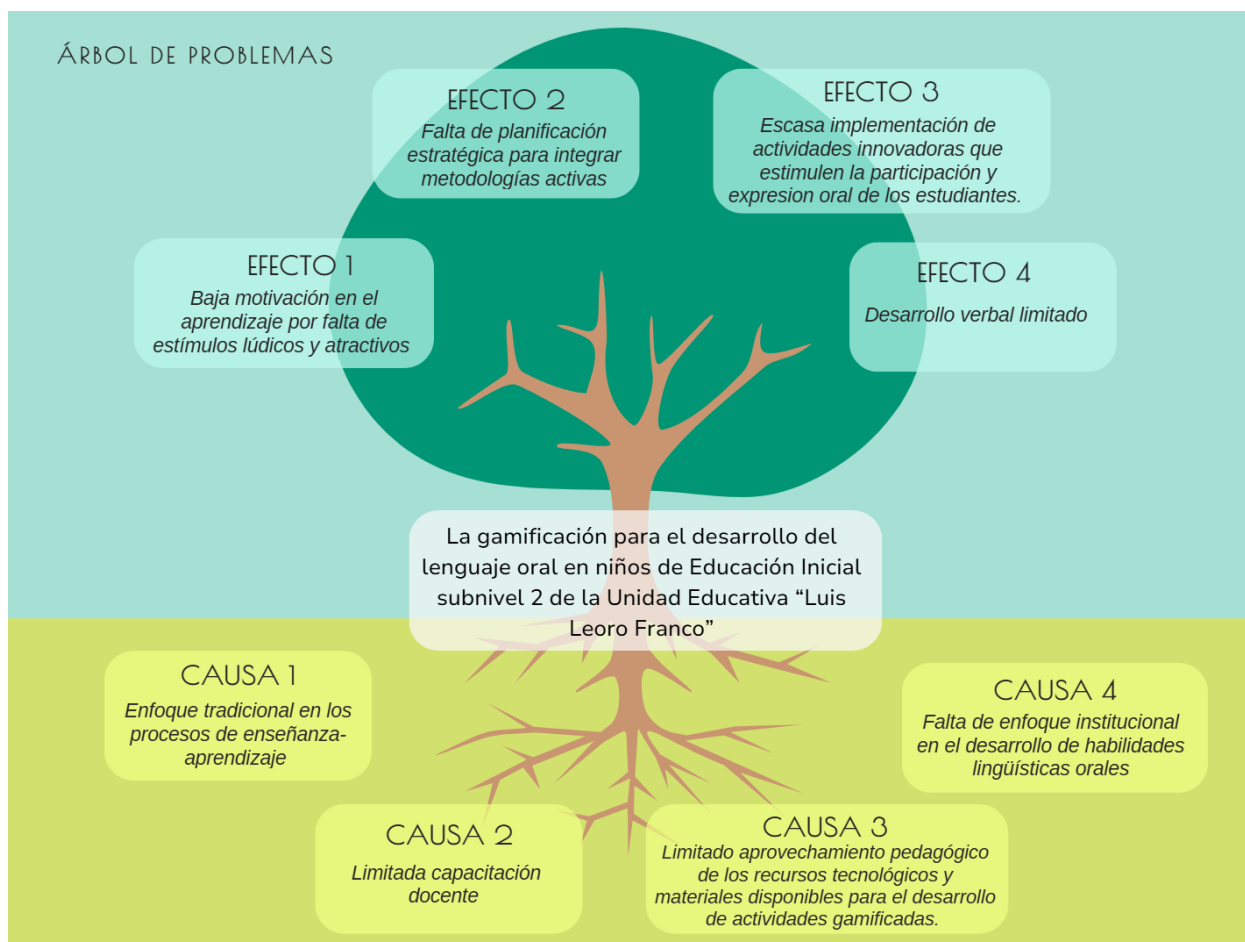 ÁRBOL DE PROBLEMAS
EFECTO 2
Falta de planificación
estratégica para integrar
metodologías activas
EFECTO 3
Escasa implementación de
actividades innovadoras que
estimulen la participación y
expresion oral de los estudiantes.
EFECTO 1
Baja motivación en el
aprendizaje por falta de
estímulos lúdicos y atractivos
EFECTO 4
Desarrollo verbal limitado
La gamificación para el desarrollo del
lenguaje oral en niños de Educación Inicial
subnivel 2 de la Unidad Educativa “Luis
Leoro Franco”
CAUSA 1
Enfoque tradicional en los
procesos de enseñanza-
aprendizaje
CAUSA 4
Falta de enfoque institucional
en el desarrollo de habilidades
lingüísticas orales
CAUSA 2
Limitada capacitación
docente
CAUSA 3
Limitado aprovechamiento pedagógico
de los recursos tecnológicos y
materiales disponibles para el desarrollo
de actividades gamificadas.